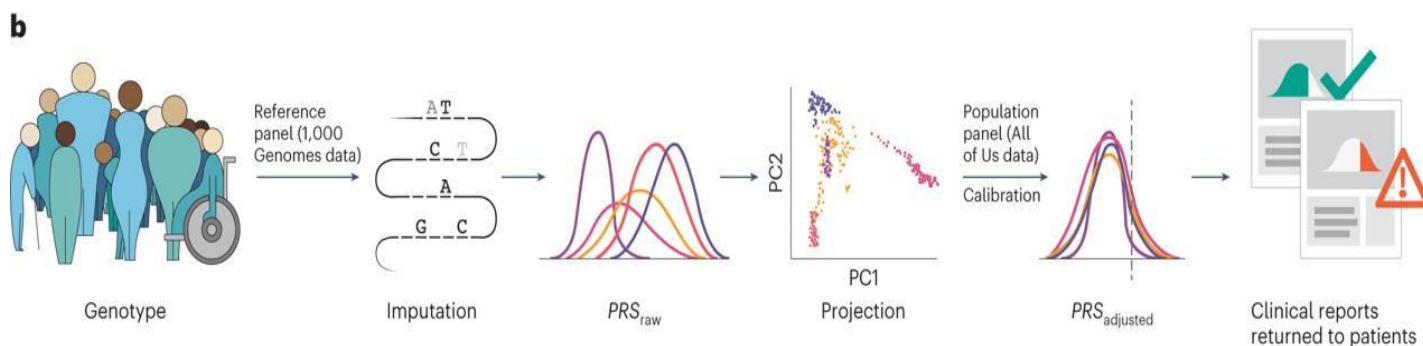 b
Reference
panel (1,000
Genomes data)
AT
C T
A
G C
PC2
PC1
Population
panel (All
of Us data)
Calibration
!
Genotype
Imputation
PRSraw
Projection
PRSadjusted
Clinical reports
returned to patients